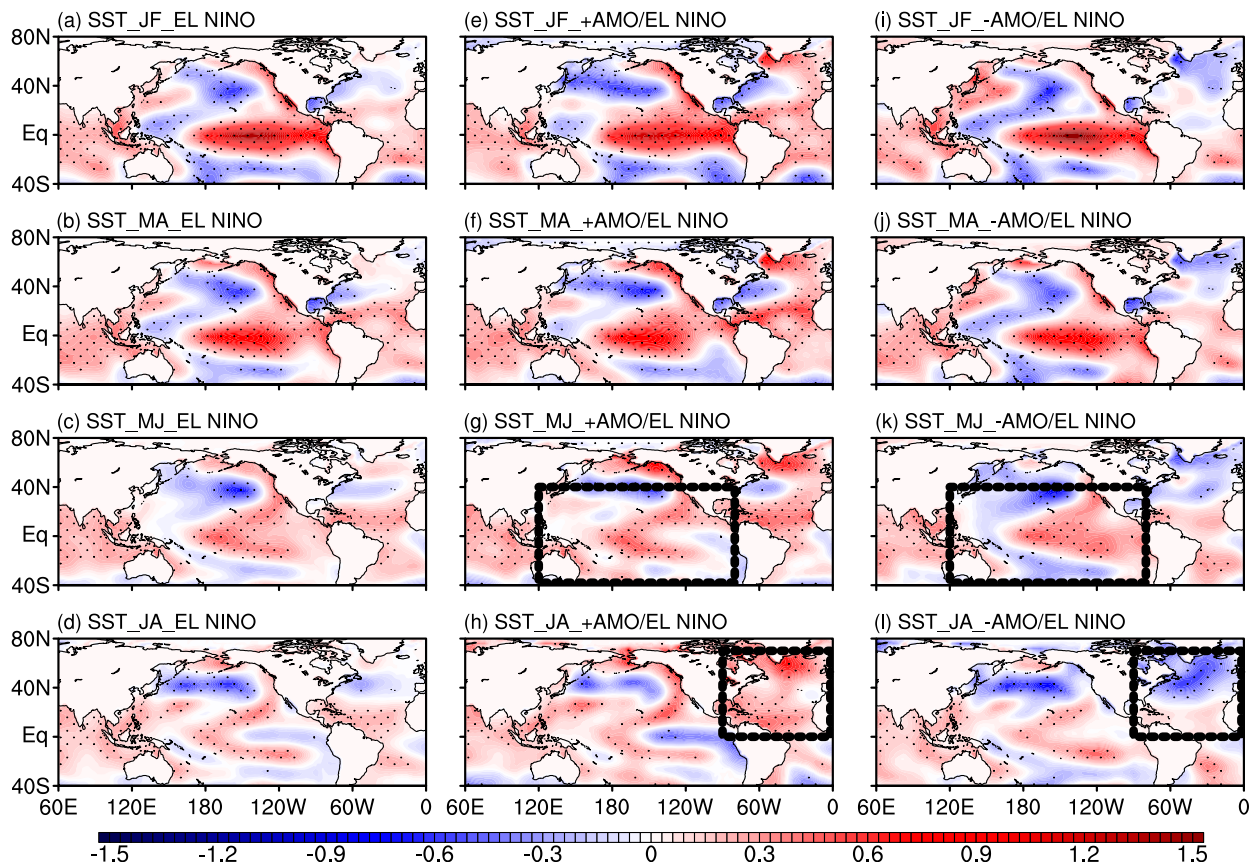 (a) SST_JF_EL NINO (e) SST_JF_+AMO/EL NINO (i) SST_JF_-AMO/EL NINO
80N
40N
Eq
40S
(b) SST_MA_EL NINO (f) SST_MA_+AMO/EL NINO (j) SST_MA_-AMO/EL NINO
80N
40N
Eq
40S
(c) SST_MJ_EL NINO (g) SST_MJ_+AMO/EL NINO (k) SST_MJ_-AMO/EL NINO
80N
40N
Eq
40S
(d) SST_JA_EL NINO (h) SST_JA_+AMO/EL NINO (l) SST_JA_-AMO/EL NINO
80N
40N
Eq
40S
60E 120E 180 120W 60W 0 60E 120E 180 120W 60W 0 60E 120E 180 120W 60W 0
-1.5 -1.2 -0.9 -0.6 -0.3 0 0.3 0.6 0.9 1.2 1.5